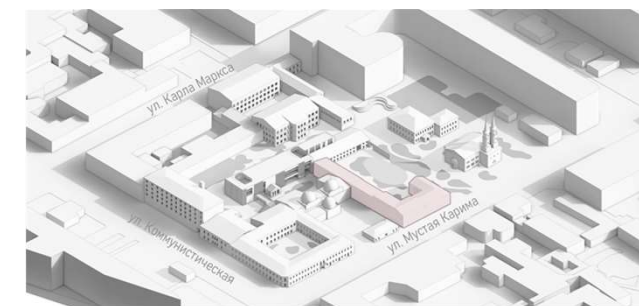 ул. Карла Маркса
ул. Коммунистическая
ул. Мустая Карима